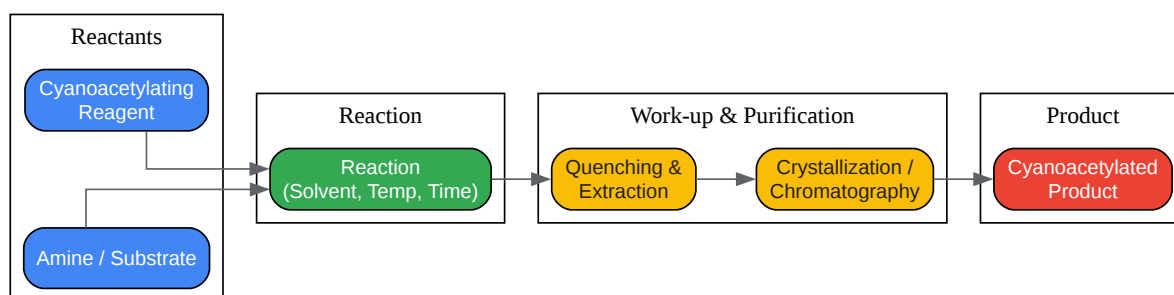 Reactants
Cyanoacetylating
Reagent
Amine / Substrate
Reaction
Reaction
(Solvent, Temp, Time)
Work-up & Purification
Quenching &
Extraction
Crystallization /
Chromatography
Product
Cyanoacetylated
Product